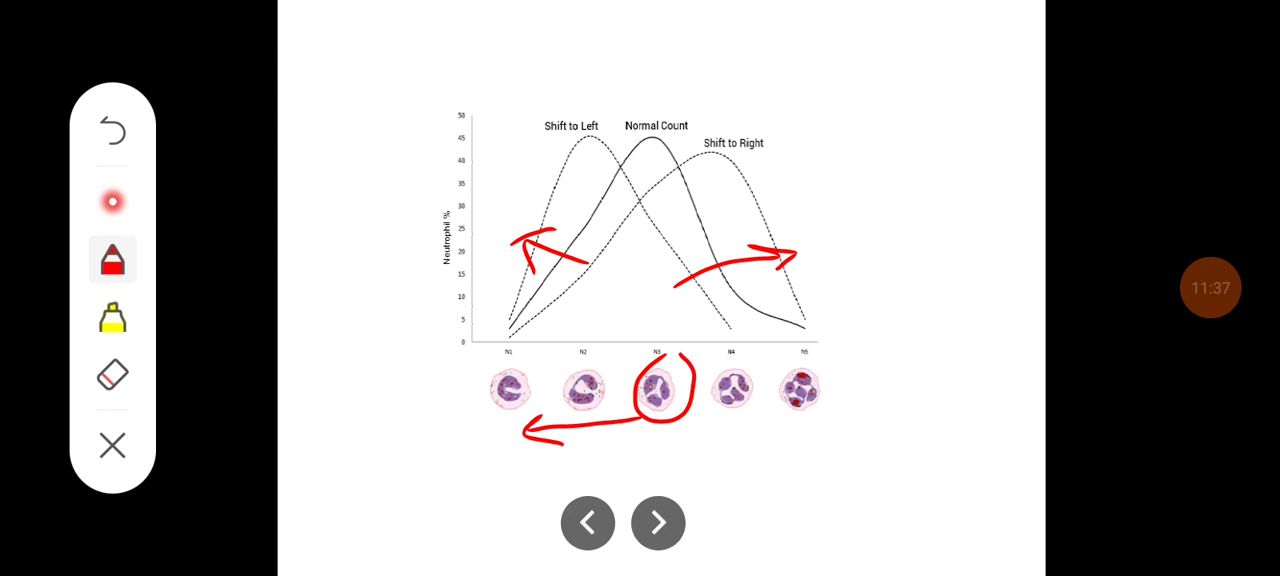 50
Shift to Left
Normal Count
45
Shift to Right
40
35
30
25
20
15
10
5
0
Neutrophil %
N1
N2
N3
N4
N5
11:37